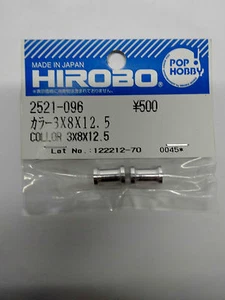 MADE IN JAPAN
HIROBO
POP
HOBBY
2521-096 ¥500
カラー3X8X12.5
COLLOR 3X8X12.5
Lot No. :122212-70 0045*